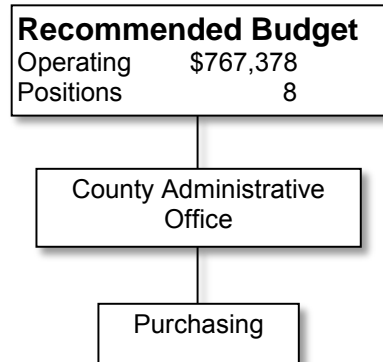 Recommended Budget
Operating $767,378
Positions 8
County Administrative
Office
Purchasing